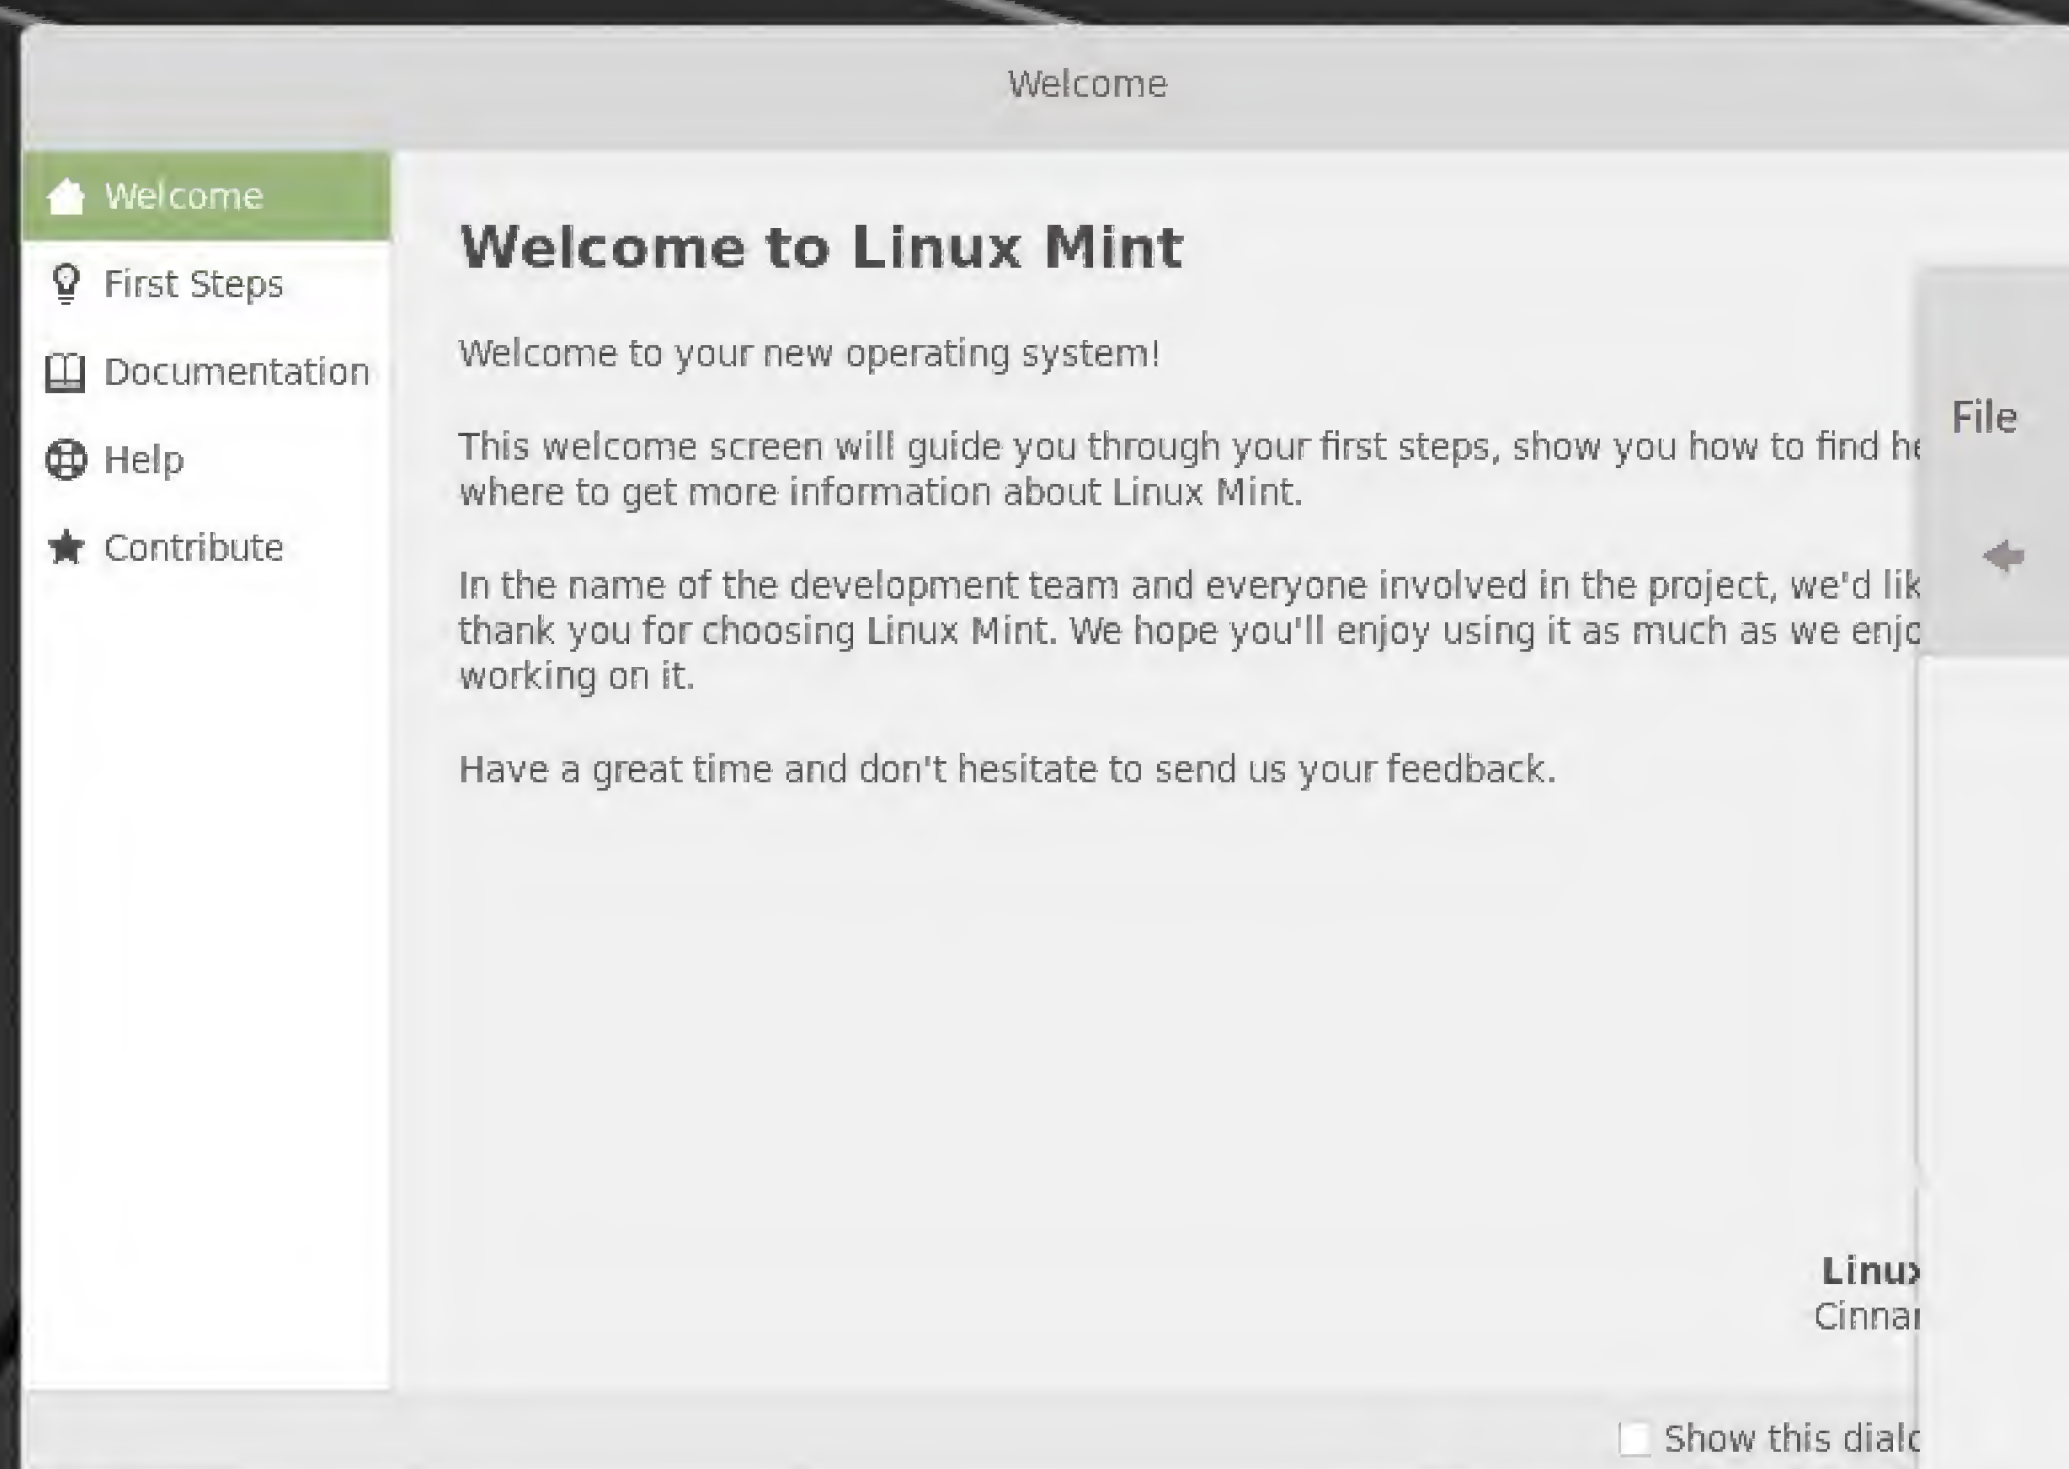 Welcome
Welcome
First Steps
Documentation
Help
Contribute
Welcome to Linux Mint
Welcome to your new operating system!
This welcome screen will guide you through your first steps, show you how to find
where to get more information about Linux Mint.
In the name of the development team and everyone involved in the project, we'd
thank you for choosing Linux Mint. We hope you'll enjoy using it as much as we
working on it.
Have a great time and don't hesitate to send us your feedback.
File
Show this